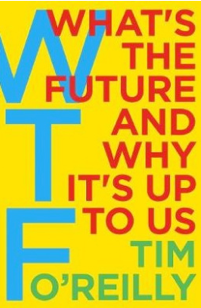 WTF
WHAT'S
THE
FUTURE
AND
WHY
IT'S UP
TO US
TIM
O'REILLY